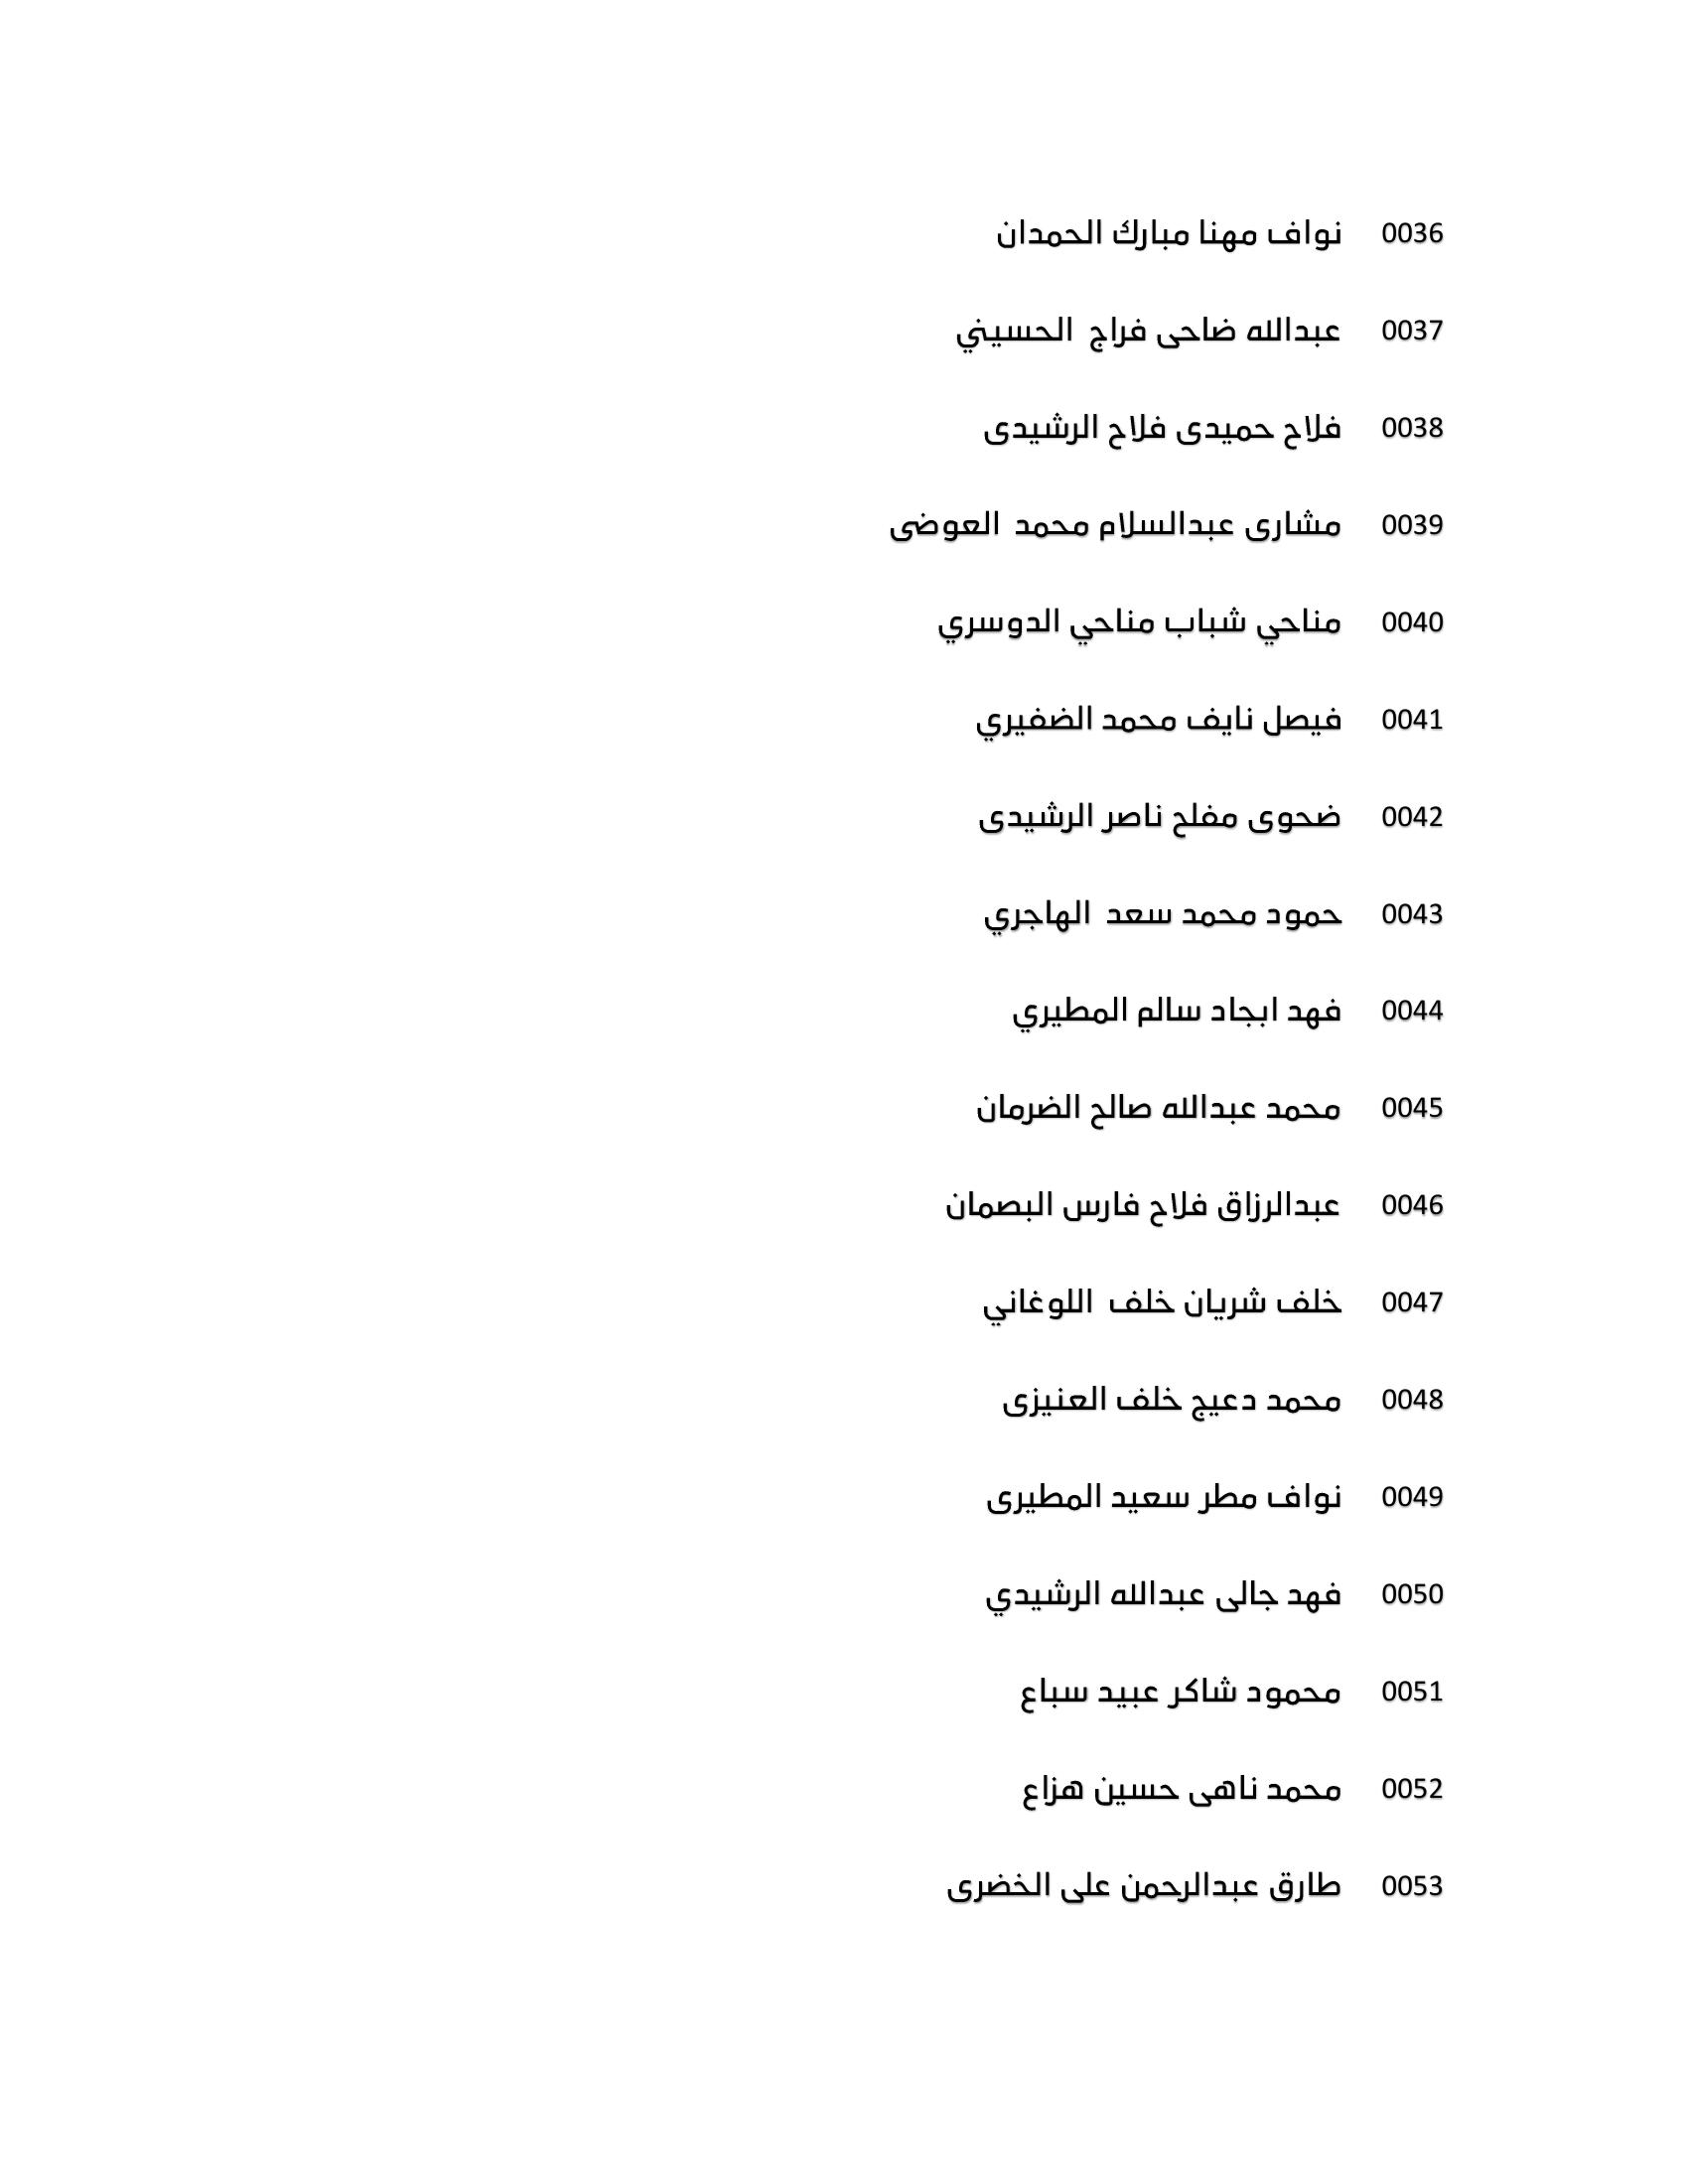 0036 نواف مهنا مبارك الحمدان
0037 عبدالله ضاحى فراج الحسيني
0038 فلاح حميدى فلاح الرشيدى
0039 مشارى عبدالسلام محمد العوضى
0040 مناحي شباب مناحي الدوسري
0041 فيصل نايف محمد الضفيري
0042 ضحوى مفلح ناصر الرشيدى
0043 حمود محمد سعد الهاجري
0044 فهد ابجاد سالم المطيري
0045 محمد عبدالله صالح الضرمان
0046 عبدالرزاق فلاح فارس البصمان
0047 خلف شريان خلف اللوغاني
0048 محمد دعيج خلف العنيزى
0049 نواف مطر سعيد المطيرى
0050 فهد جالى عبدالله الرشيدي
0051 محمود شاكر عبيد سباع
0052 محمد ناهى حسين هزاع
0053 طارق عبدالرحمن على الخضرى